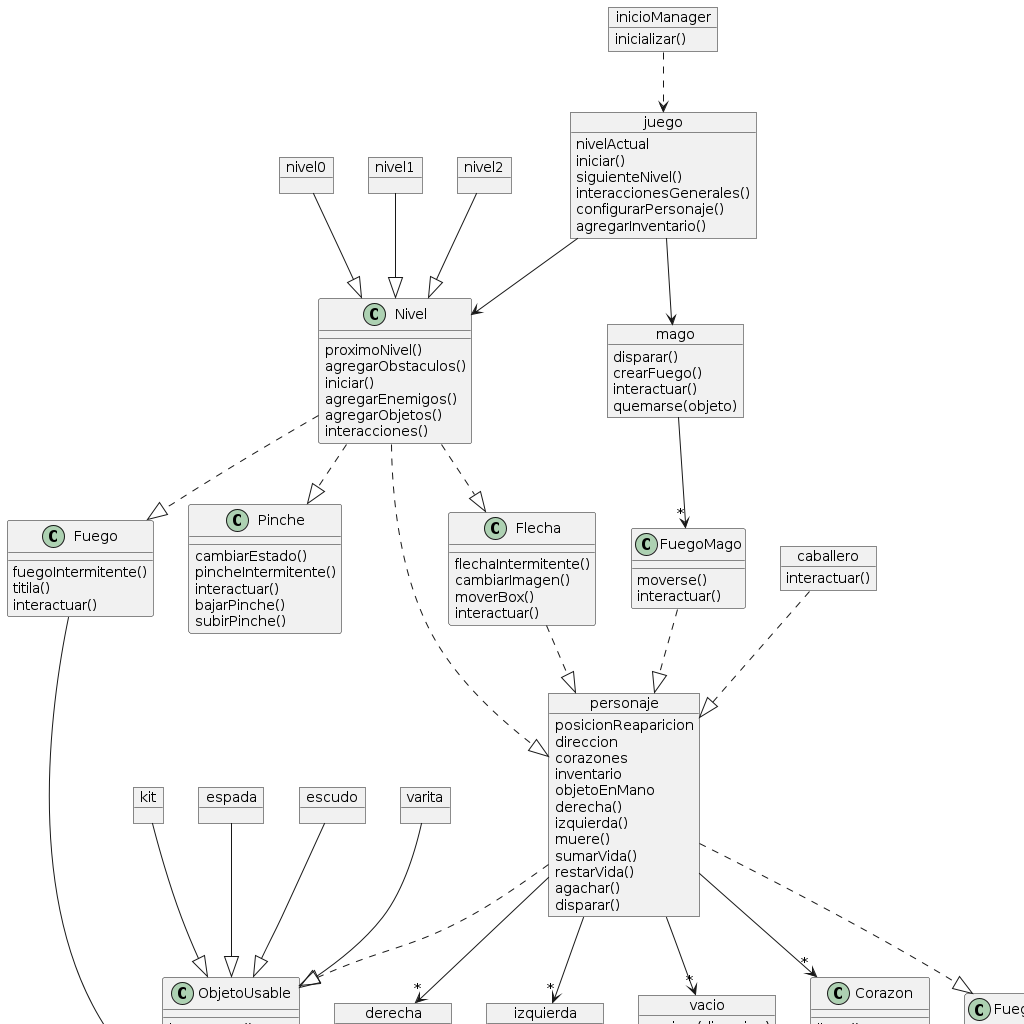 inicioManager
inicializar()
juego
nivelActual
iniciar()
siguienteNivel()
interaccionesGenerales()
configurarPersonaje()
agregarInventario()
nivel0
nivel1
nivel2
C Nivel
proximoNivel()
agregarObstaculos()
iniciar()
agregarEnemigos()
agregarObjetos()
interacciones()
mago
disparar()
crearFuego()
interactuar()
quemarse(objeto)
C Fuego
fuegoIntermitente()
titila()
interactuar()
C Pinche
cambiarEstado()
pincheIntermitente()
interactuar()
bajarPinche()
subirPinche()
C Flecha
flechaIntermitente()
cambiarImagen()
moverBox()
interactuar()
*
C FuegoMago
moverse()
interactuar()
caballero
interactuar()
personaje
posicionReaparicion
direccion
corazones
inventario
objetoEnMano
derecha()
izquierda()
muere()
sumarVida()
restarVida()
agachar()
disparar()
kit
espada
escudo
varita
C ObjetoUsable
*
derecha
*
izquierda
*
vacio
*
C Corazon
C